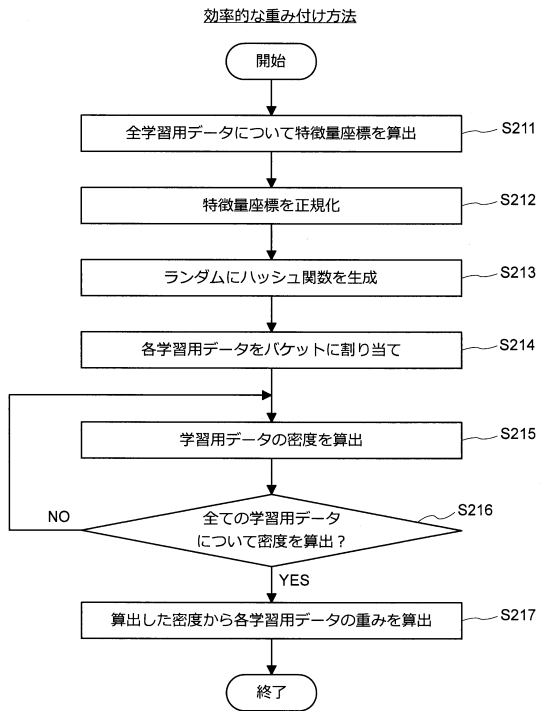 効率的な重み付け方法
開始
全学習用データについて特徴量座標を算出
S211
特徴量座標を正規化
S212
ランダムにハッシュ関数を生成
S213
各学習用データをバケットに割り当て
S214
学習用データの密度を算出
S215
全ての学習用データ
について密度を算出？
S216
NO
YES
算出した密度から各学習用データの重みを算出
S217
終了